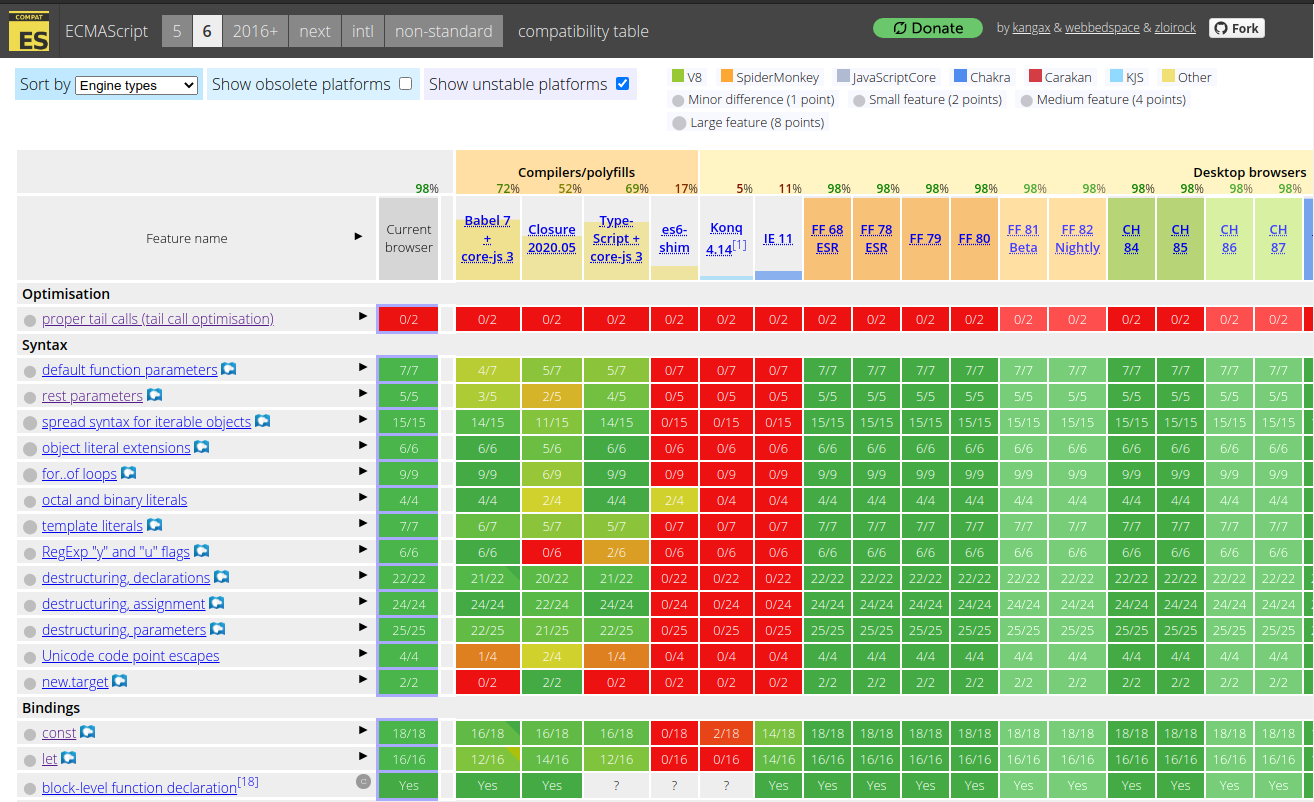 COMPAT ES ECMAScript 5 6 2016+ next intl non-standard compatibility table Donate by kangax & webbedspace & zloirock Fork
Sort by Engine types Show obsolete platforms Show unstable platforms
V8 SpiderMonkey JavaScriptCore Chakra Carakan KJS Other
Minor difference (1 point) Small feature (2 points) Medium feature (4 points)
Large feature (8 points)
Compilers/polyfills Desktop browsers
98% 72% 52% 69% 17% 5% 11% 98% 98% 98% 98% 98% 98% 98% 98% 98% 98%
Feature name ▶ Current browser Babel 7 + core-js 3 Closure 2020.05 Type-Script + core-js 3 es6-shim Konq 4.14[1] IE 11 FF 68 ESR FF 78 ESR FF 79 FF 80 FF 81 Beta FF 82 Nightly CH 84 CH 85 CH 86 CH 87
Optimisation
proper tail calls (tail call optimisation) ▶ 0/2 0/2 0/2 0/2 0/2 0/2 0/2 0/2 0/2 0/2 0/2 0/2 0/2 0/2 0/2 0/2 0/2
Syntax
default function parameters ▶ 7/7 4/7 5/7 5/7 0/7 0/7 0/7 7/7 7/7 7/7 7/7 7/7 7/7 7/7 7/7 7/7 7/7
rest parameters ▶ 5/5 3/5 2/5 4/5 0/5 0/5 0/5 5/5 5/5 5/5 5/5 5/5 5/5 5/5 5/5 5/5 5/5
spread syntax for iterable objects ▶ 15/15 14/15 11/15 14/15 0/15 0/15 0/15 15/15 15/15 15/15 15/15 15/15 15/15 15/15 15/15 15/15 15/15
object literal extensions ▶ 6/6 6/6 5/6 6/6 0/6 0/6 0/6 6/6 6/6 6/6 6/6 6/6 6/6 6/6 6/6 6/6 6/6
for..of loops ▶ 9/9 9/9 6/9 9/9 0/9 0/9 0/9 9/9 9/9 9/9 9/9 9/9 9/9 9/9 9/9 9/9 9/9
octal and binary literals ▶ 4/4 4/4 2/4 4/4 2/4 0/4 0/4 4/4 4/4 4/4 4/4 4/4 4/4 4/4 4/4 4/4 4/4
template literals ▶ 7/7 6/7 5/7 5/7 0/7 0/7 0/7 7/7 7/7 7/7 7/7 7/7 7/7 7/7 7/7 7/7 7/7
RegExp "y" and "u" flags ▶ 6/6 6/6 0/6 2/6 0/6 0/6 0/6 6/6 6/6 6/6 6/6 6/6 6/6 6/6 6/6 6/6 6/6
destructuring, declarations ▶ 22/22 21/22 20/22 21/22 0/22 0/22 0/22 22/22 22/22 22/22 22/22 22/22 22/22 22/22 22/22 22/22 22/22
destructuring, assignment ▶ 24/24 24/24 22/24 24/24 0/24 0/24 0/24 24/24 24/24 24/24 24/24 24/24 24/24 24/24 24/24 24/24 24/24
destructuring, parameters ▶ 25/25 22/25 21/25 22/25 0/25 0/25 0/25 25/25 25/25 25/25 25/25 25/25 25/25 25/25 25/25 25/25 25/25
Unicode code point escapes ▶ 4/4 1/4 2/4 1/4 0/4 0/4 0/4 4/4 4/4 4/4 4/4 4/4 4/4 4/4 4/4 4/4 4/4
new.target ▶ 2/2 0/2 2/2 0/2 0/2 0/2 0/2 2/2 2/2 2/2 2/2 2/2 2/2 2/2 2/2 2/2 2/2
Bindings
const ▶ 18/18 16/18 16/18 16/18 0/18 2/18 14/18 18/18 18/18 18/18 18/18 18/18 18/18 18/18 18/18 18/18 18/18
let ▶ 16/16 12/16 14/16 12/16 0/16 0/16 14/16 16/16 16/16 16/16 16/16 16/16 16/16 16/16 16/16 16/16 16/16
block-level function declaration[18] C Yes Yes Yes ? ? ? Yes Yes Yes Yes Yes Yes Yes Yes Yes Yes Yes